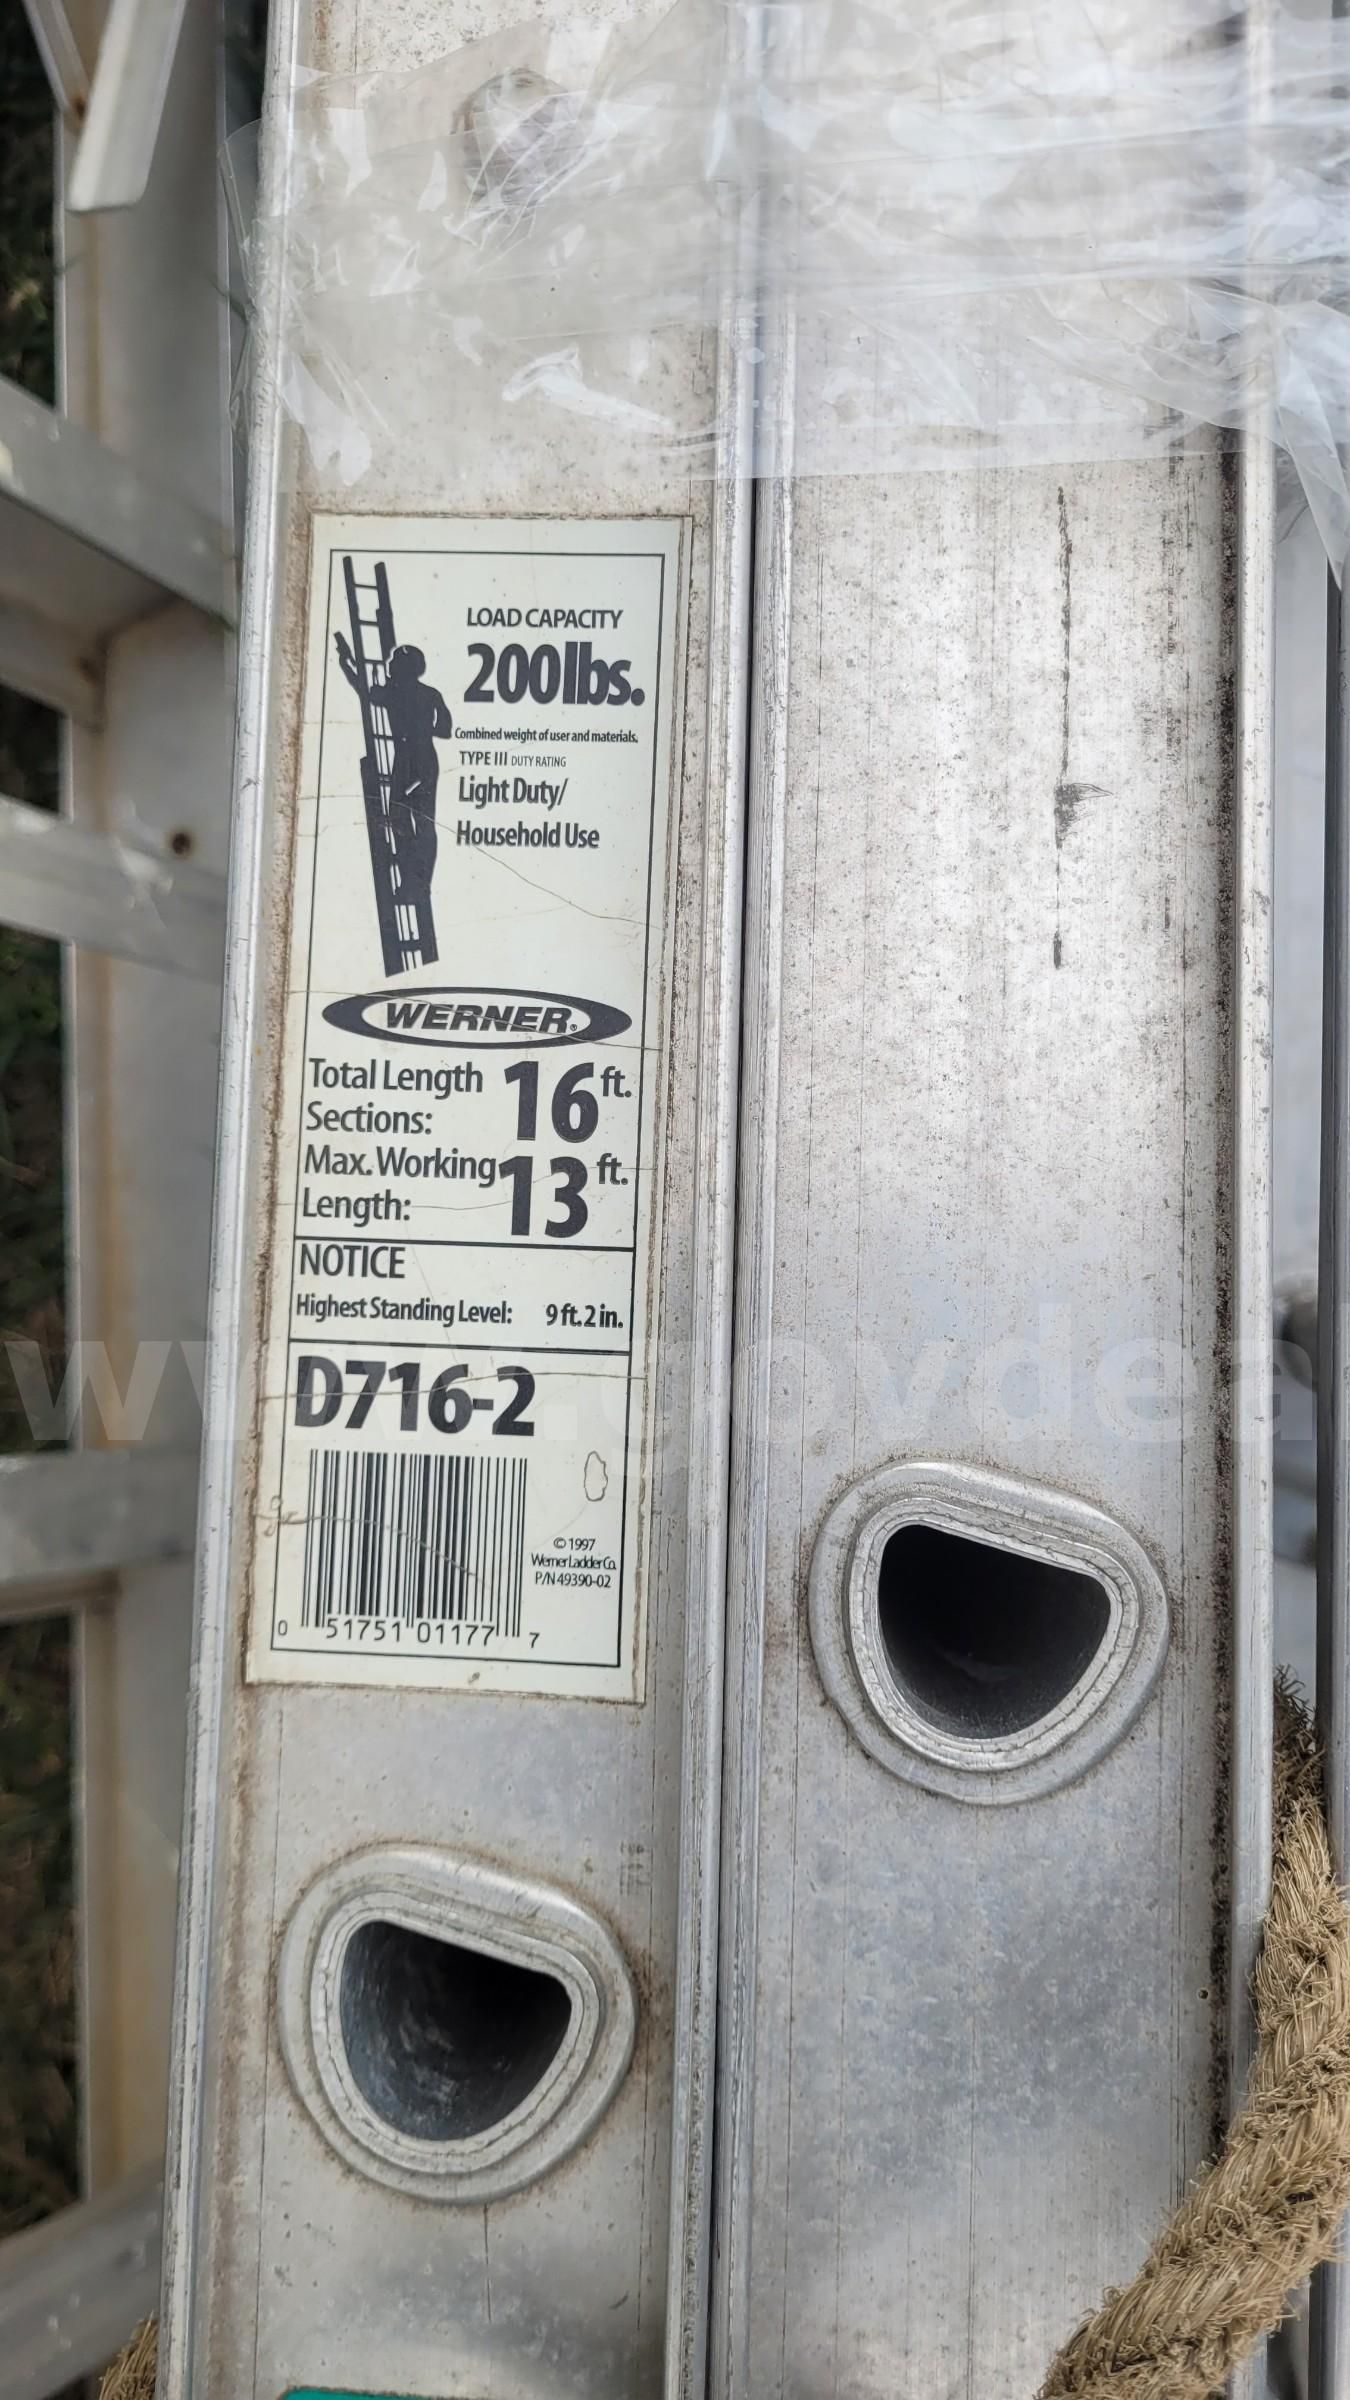 LOAD CAPACITY
200lbs.
Combined weight of user and materials.
TYPE III DUTY RATING
Light Duty/
Household Use
WERNER®
Total Length 16 ft.
Sections:
Max. Working 13 ft.
Length:
NOTICE
Highest Standing Level: 9 ft. 2 in.
D716-2
© 1997
Werner Ladder Co.
P/N 49390-02
0 51751 01177 7
www.govdea